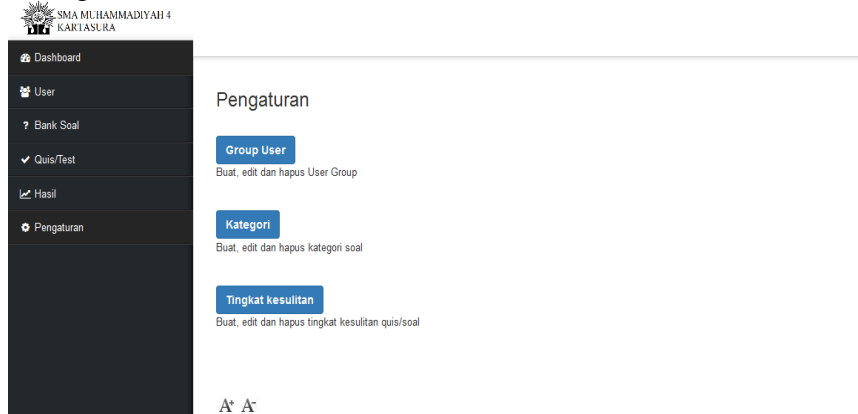 SMA MUHAMMADIYAH 4
KARTASURA
Dashboard
User
? Bank Soal
Quis/Test
Hasil
Pengaturan
Pengaturan
Group User
Buat, edit dan hapus User Group
Kategori
Buat, edit dan hapus kategori soal
Tingkat kesulitan
Buat, edit dan hapus tingkat kesulitan quis/soal
A+ A-